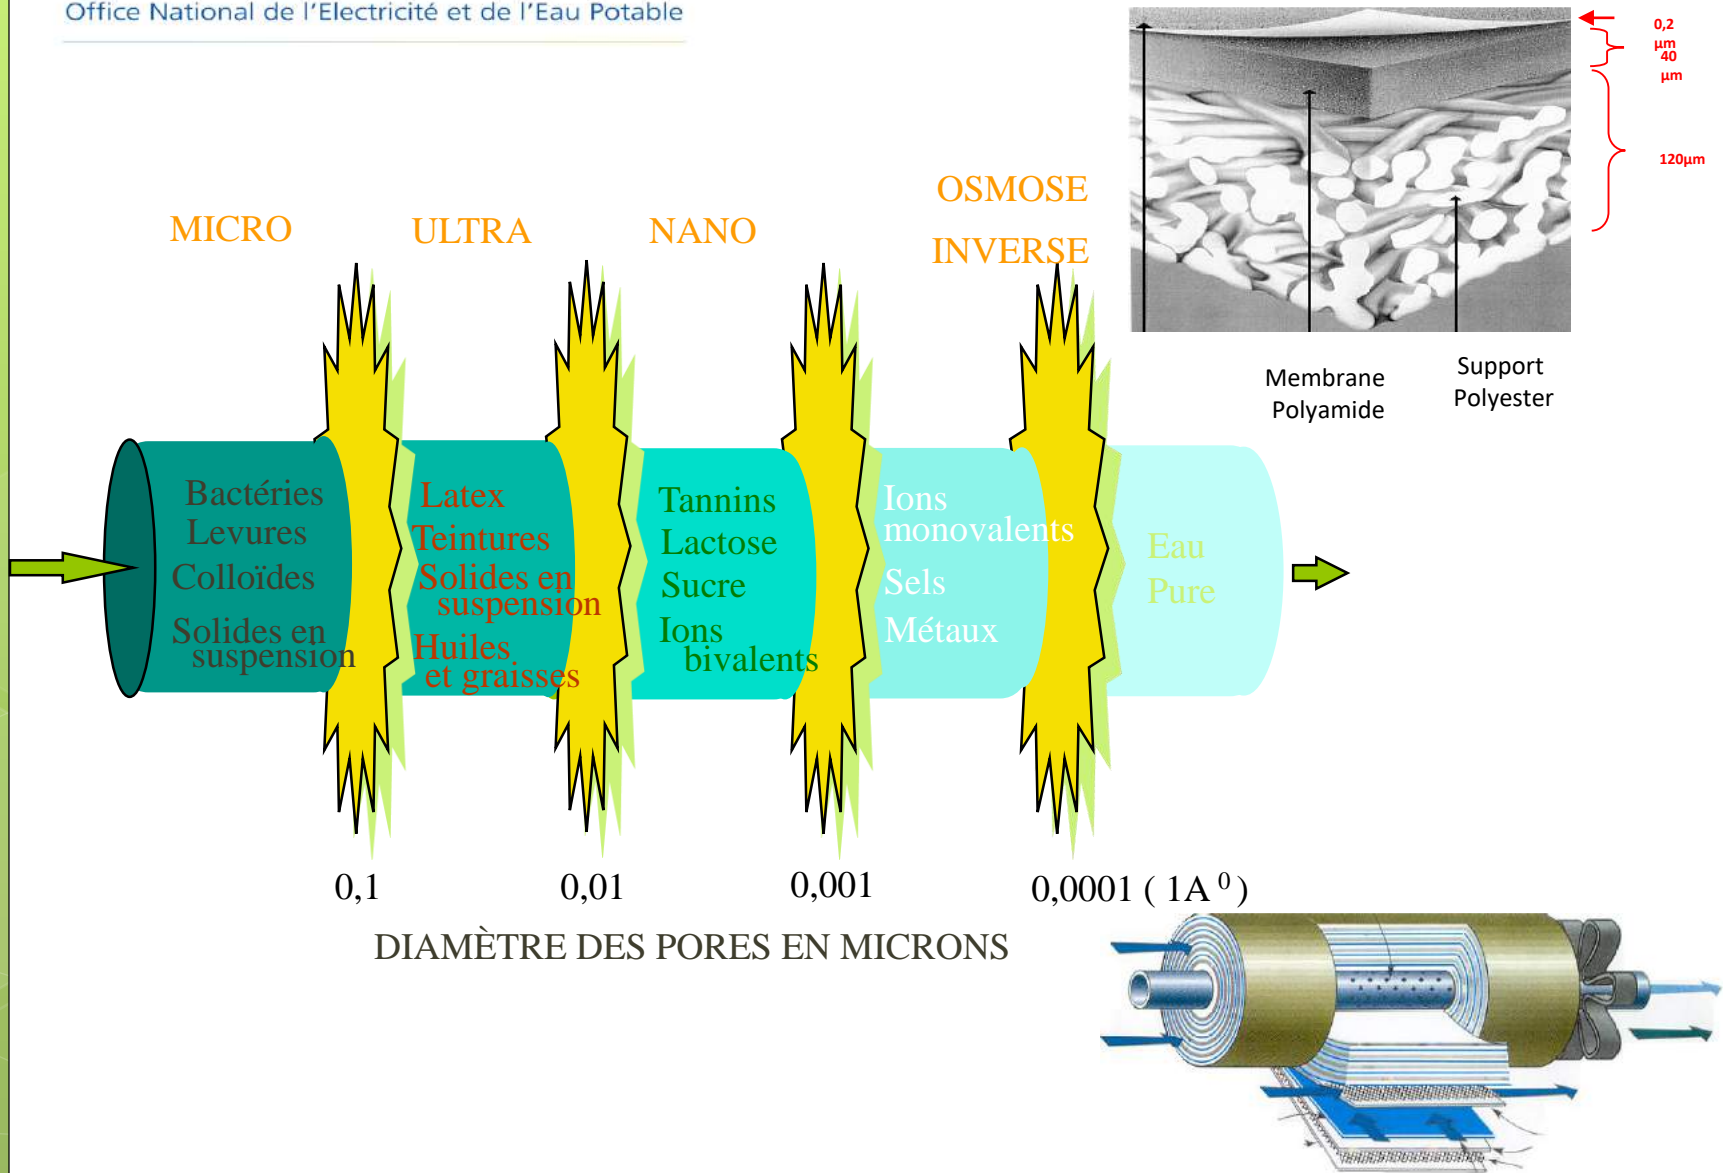 Office National de l'Electricité et de l'Eau Potable
0,2
µm
40
µm
120µm
Membrane
Polyamide
Support
Polyester
MICRO
ULTRA
NANO
OSMOSE
INVERSE
Bactéries
Levures
Colloïdes
Solides en
suspension
Latex
Teintures
Solides en
suspension
Huiles
et graisses
Tannins
Lactose
Sucre
Ions
bivalents
Ions
monovalents
Sels
Métaux
Eau
Pure
0,1
0,01
0,001
0,0001 ( 1A⁰)
DIAMÈTRE DES PORES EN MICRONS